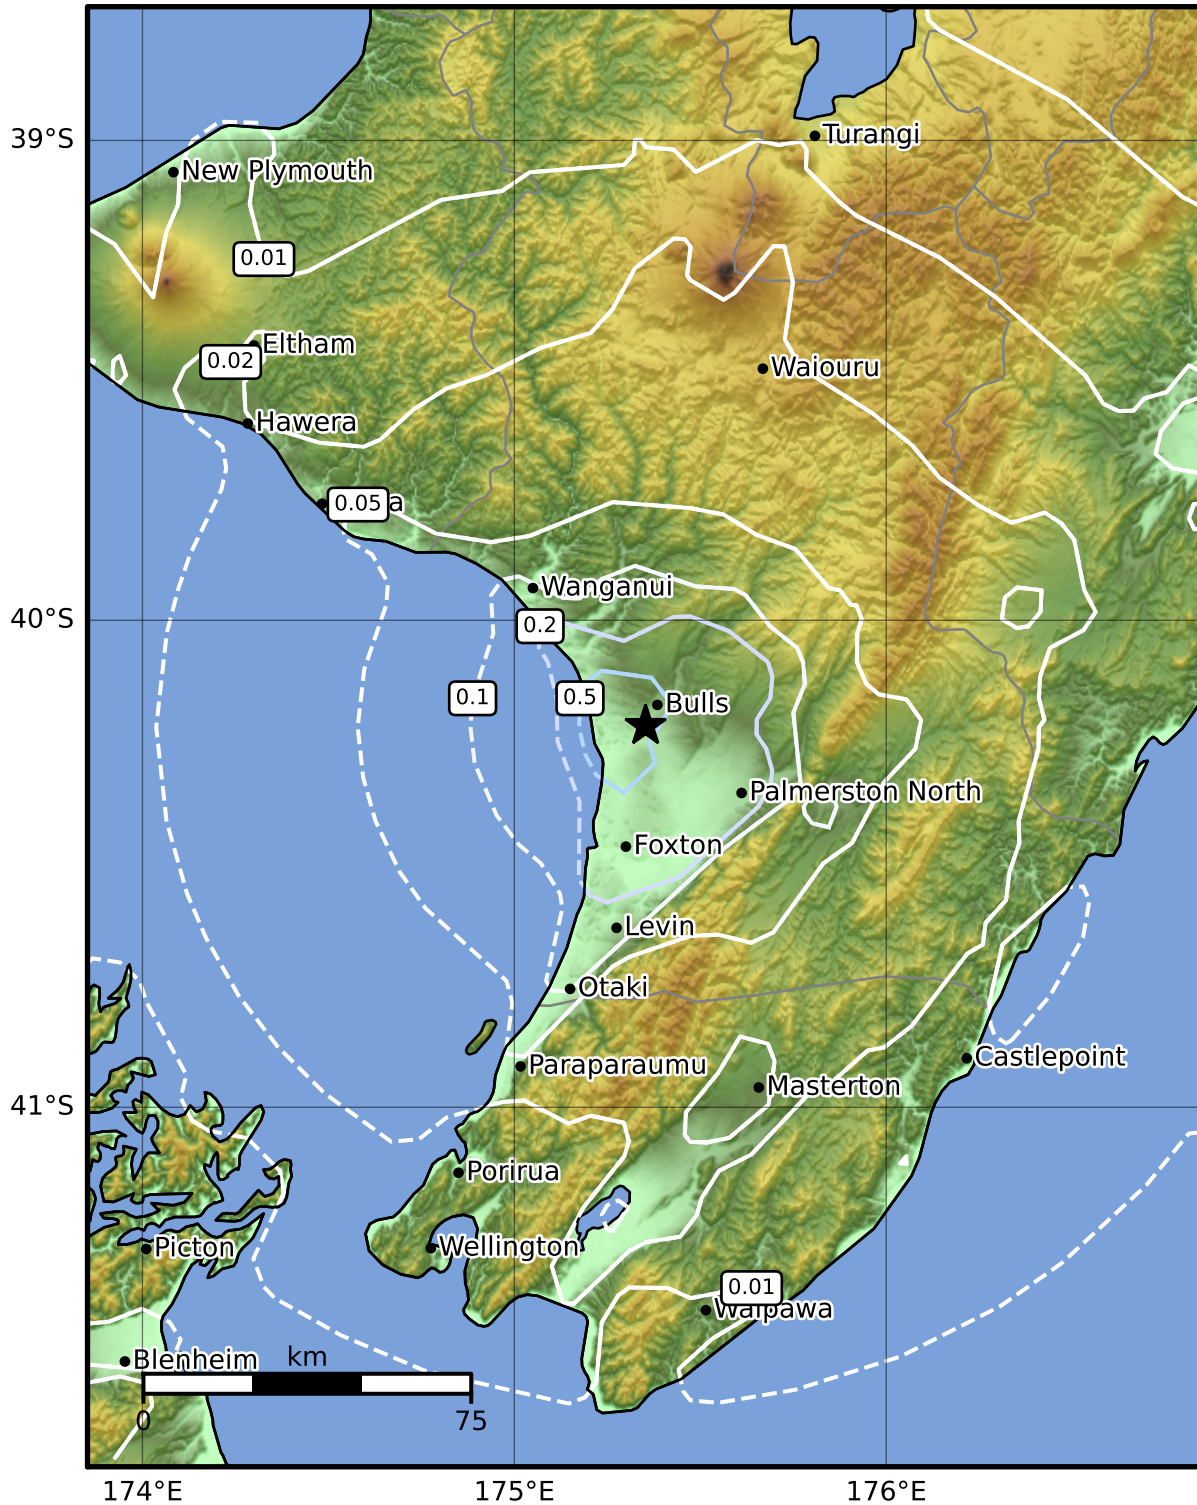 39°S
Turangi
New Plymouth
0.01
Eltham
0.02
Waiouru
Hawera
0.05
a
Wanganui
40°S
0.2
0.1
0.5
Bulls
Palmerston North
Foxton
Levin
Otaki
Castlepoint
Paraparaumu
Masterton
41°S
Porirua
Picton
Wellington
0.01
Waipawa
Blenheim
km
0
75
174°E
175°E
176°E